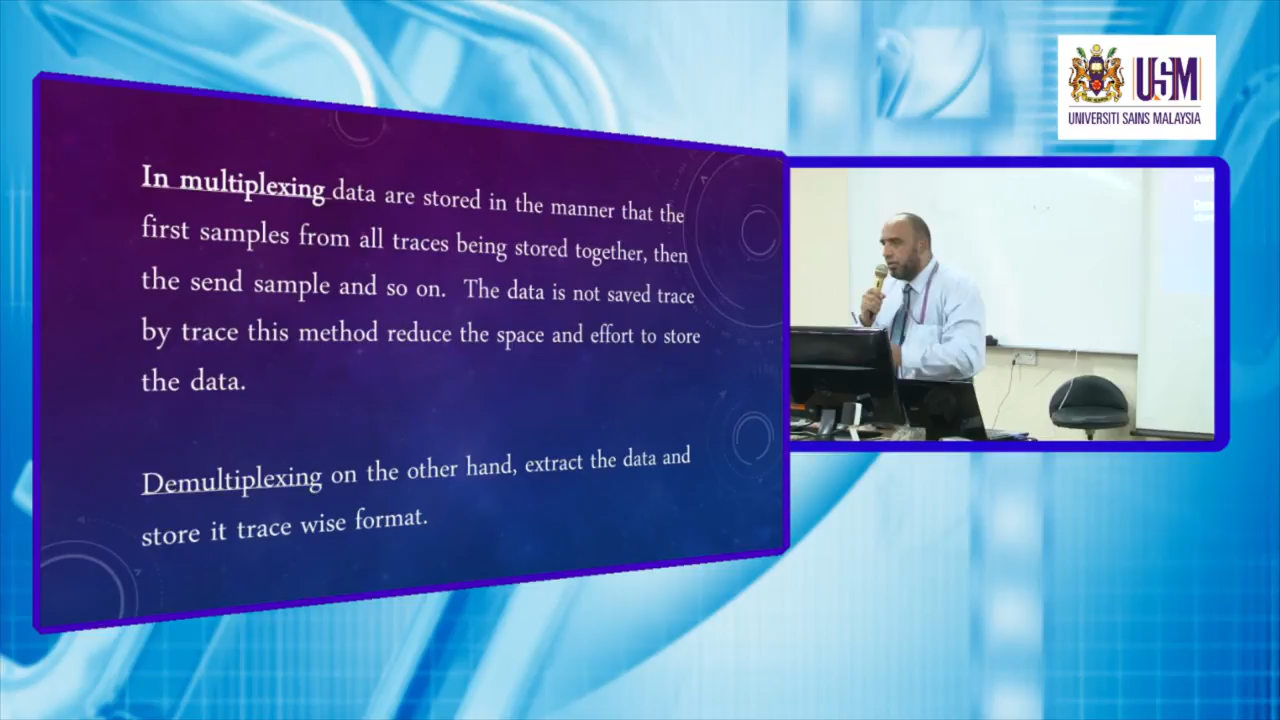 In multiplexing data are stored in the manner that the
first samples from all traces being stored together, then
the send sample and so on. The data is not saved trace
by trace this method reduce the space and effort to store
the data.
Demultiplexing on the other hand, extract the data and
store it trace wise format.
USM
UNIVERSITI SAINS MALAYSIA